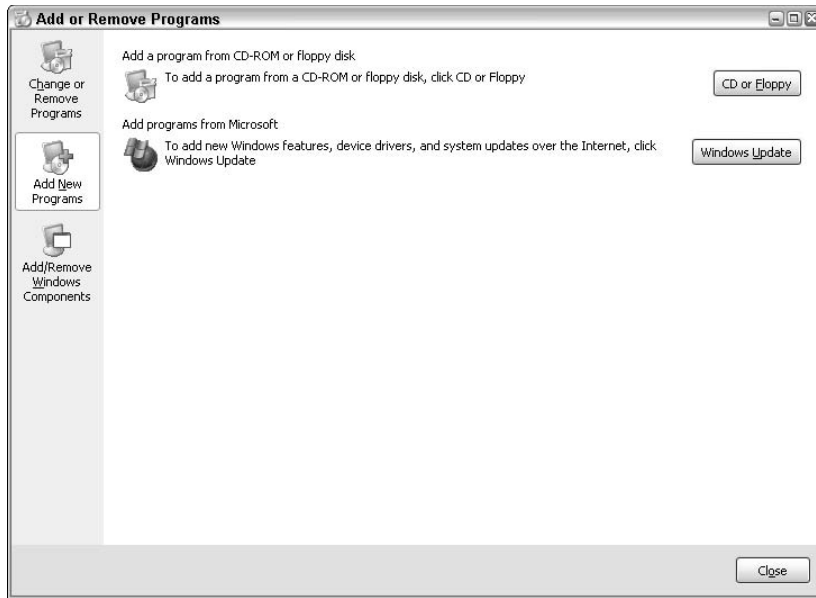 Add or Remove Programs
Change or
Remove
Programs
Add New
Programs
Add/Remove
Windows
Components
Add a program from CD-ROM or floppy disk
To add a program from a CD-ROM or floppy disk, click CD or Floppy
CD or Floppy
Add programs from Microsoft
To add new Windows features, device drivers, and system updates over the Internet, click
Windows Update
Windows Update
Close